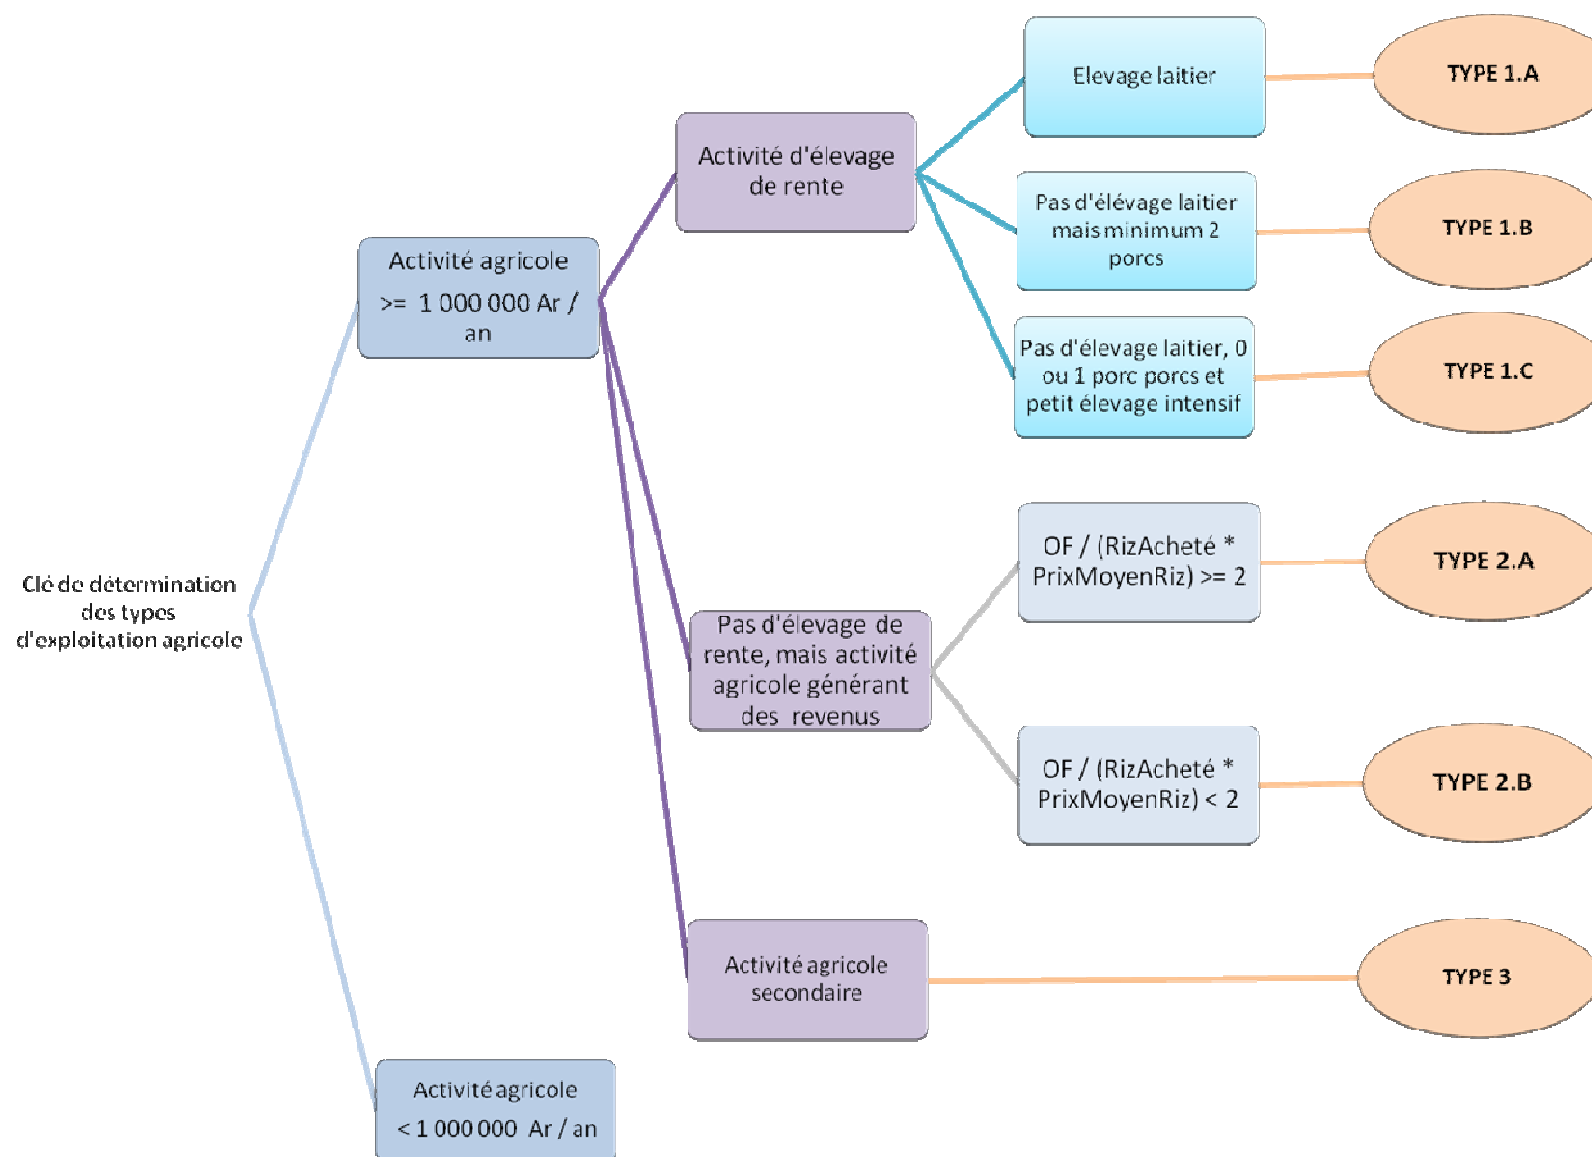 Clé de détermination
des types
d'exploitation agricole
Activité agricole
>= 1 000 000 Ar /
an
Activité d'élevage
de rente
Elevage laitier
TYPE 1.A
Pas d'élévage laitier
mais minimum 2
porcs
TYPE 1.B
Pas d'élevage laitier, 0
ou 1 porc porcs et
petit élevage intensif
TYPE 1.C
Pas d'élevage de
rente, mais activité
agricole générant
des revenus
OF / (RizAcheté *
PrixMoyenRiz) >= 2
TYPE 2.A
OF / (RizAcheté *
PrixMoyenRiz) < 2
TYPE 2.B
Activité agricole
secondaire
TYPE 3
Activité agricole
< 1 000 000 Ar / an